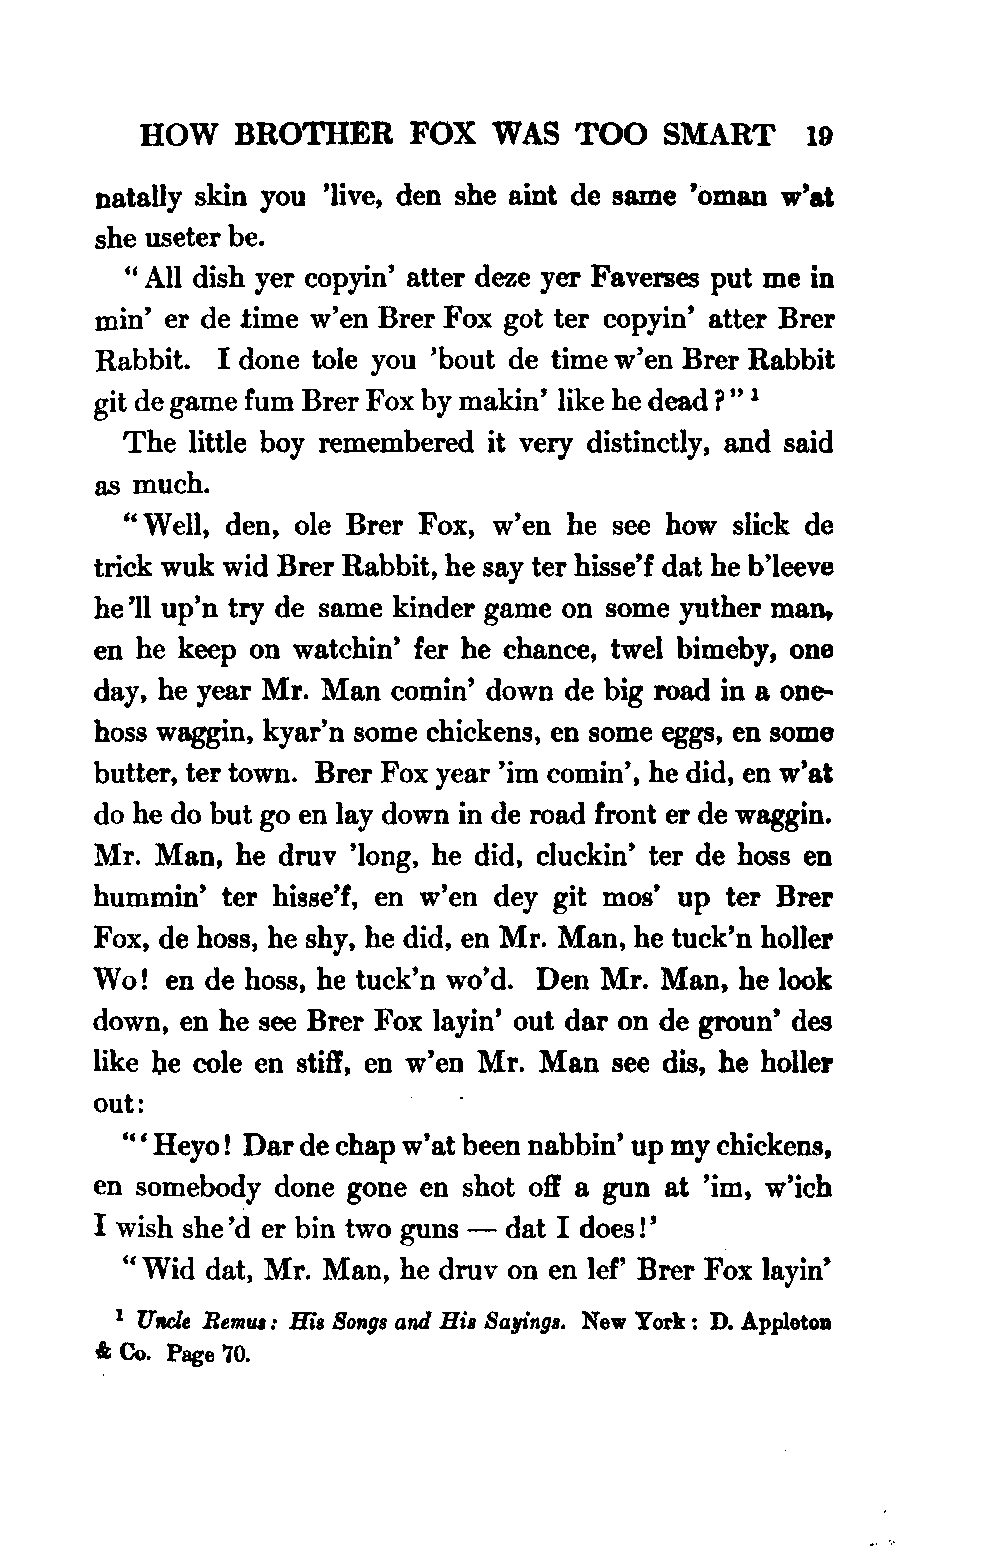 HOW BROTHER FOX WAS TOO SMART 19
natally skin you 'live, den she aint de same 'oman w'at
she useter be.
"All dish yer copyin' atter deze yer Faverses put me in
min' er de time w'en Brer Fox got ter copyin' atter Brer
Rabbit. I done tole you 'bout de time w'en Brer Rabbit
git de game fum Brer Fox by makin' like he dead?" ¹
The little boy remembered it very distinctly, and said
as much.
"Well, den, ole Brer Fox, w'en he see how slick de
trick wuk wid Brer Rabbit, he say ter hisse'f dat he b'leeve
he'll up'n try de same kinder game on some yuther man,
en he keep on watchin' fer he chance, twel bimeby, one
day, he year Mr. Man comin' down de big road in a one-
hoss waggin, kyar'n some chickens, en some eggs, en some
butter, ter town. Brer Fox year 'im comin', he did, en w'at
do he do but go en lay down in de road front er de waggin.
Mr. Man, he druv 'long, he did, cluckin' ter de hoss en
hummin' ter hisse'f, en w'en dey git mos' up ter Brer
Fox, de hoss, he shy, he did, en Mr. Man, he tuck'n holler
Wo! en de hoss, he tuck'n wo'd. Den Mr. Man, he look
down, en he see Brer Fox layin' out dar on de groun' des
like he cole en stiff, en w'en Mr. Man see dis, he holler
out:
"'Heyo! Dar de chap w'at been nabbin' up my chickens,
en somebody done gone en shot off a gun at 'im, w'ich
I wish she'd er bin two guns — dat I does!'
"Wid dat, Mr. Man, he druv on en lef' Brer Fox layin'
¹ Uncle Remus: His Songs and His Sayings. New York: D. Appleton
& Co. Page 70.